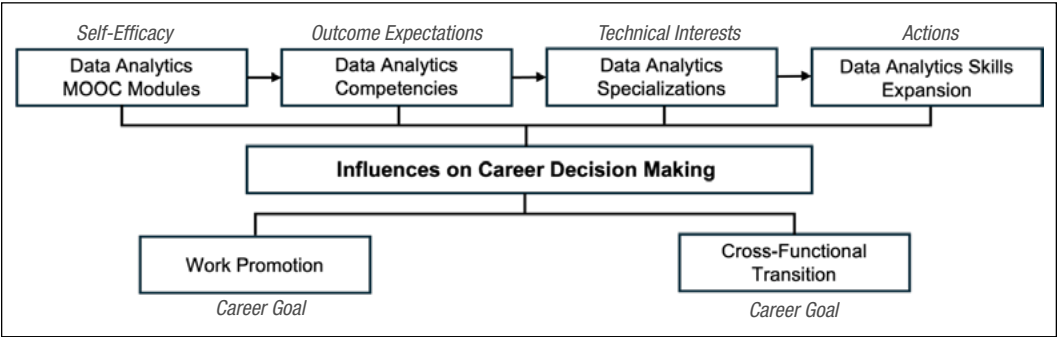 Self-Efficacy
Outcome Expectations
Technical Interests
Actions
Data Analytics
MOOC Modules
Data Analytics
Competencies
Data Analytics
Specializations
Data Analytics Skills
Expansion
Influences on Career Decision Making
Work Promotion
Cross-Functional
Transition
Career Goal
Career Goal